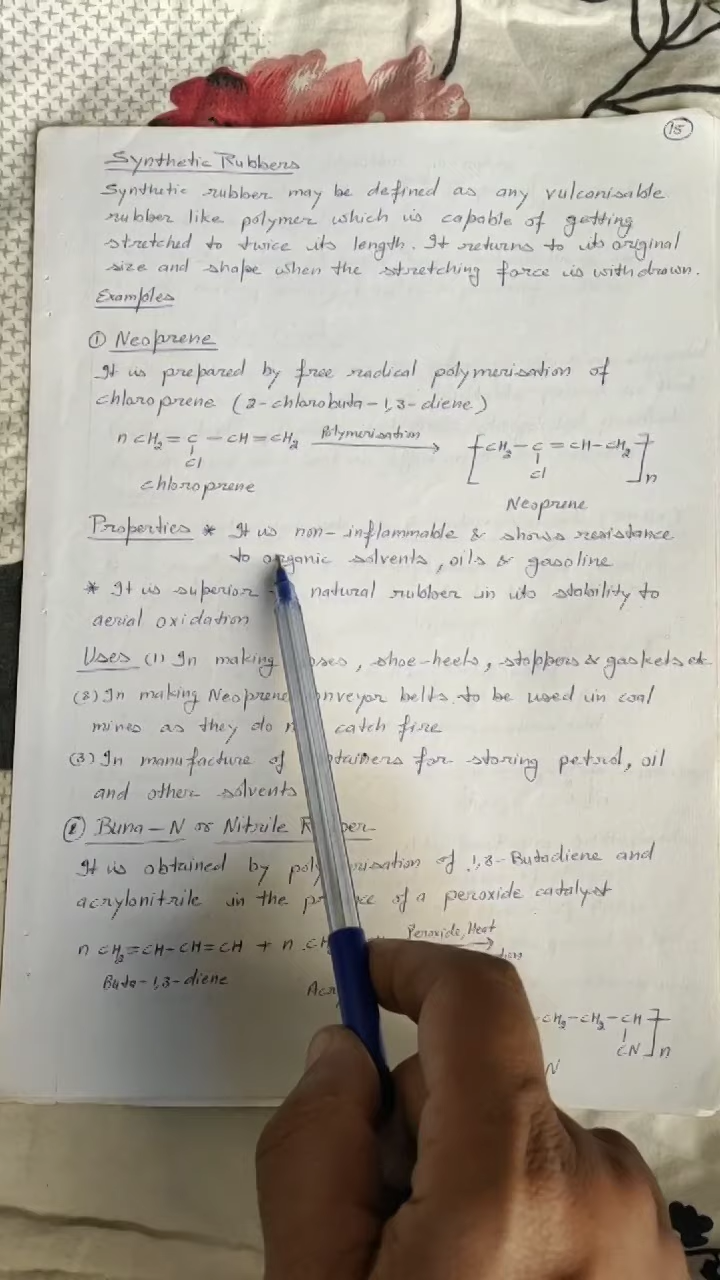 15
Synthetic Rubbers
Synthetic rubber may be defined as any vulconisable
rubber like polymer which is capable of getting
stretched to twice its length. It returns to its original
size and shape when the stretching force is withdrawn.
Examples
① Neoprene
It is prepared by free radical polymerisation of
chloroprene (2-chlorobuta-1,3-diene)
n CH₂=C-CH=CH₂ Polymerisation → [CH₂-C=CH-CH₂]n
Cl Cl
Chloroprene
Neoprene
Properties * It is non-inflammable & shows resistance
to organic solvents, oils & gasoline
* It is superior natural rubber in its stability to
aerial oxidation
Uses (1) In making shoe-heels, stoppers & gaskets etc
(2) In making Neoprene belts to be used in coal
mines as they do catch fire
(3) In manufacture of for storing petrol, oil
and other solvents
② Buna-N or Nitrile
It is obtained by of 1,3-Butadiene and
acrylonitrile in the of a peroxide catalyst
n CH₂=CH-CH=CH + n CH Peroxide, Heat →
Buta-1,3-diene
CH₂-CH₂-CH]n
CN
N